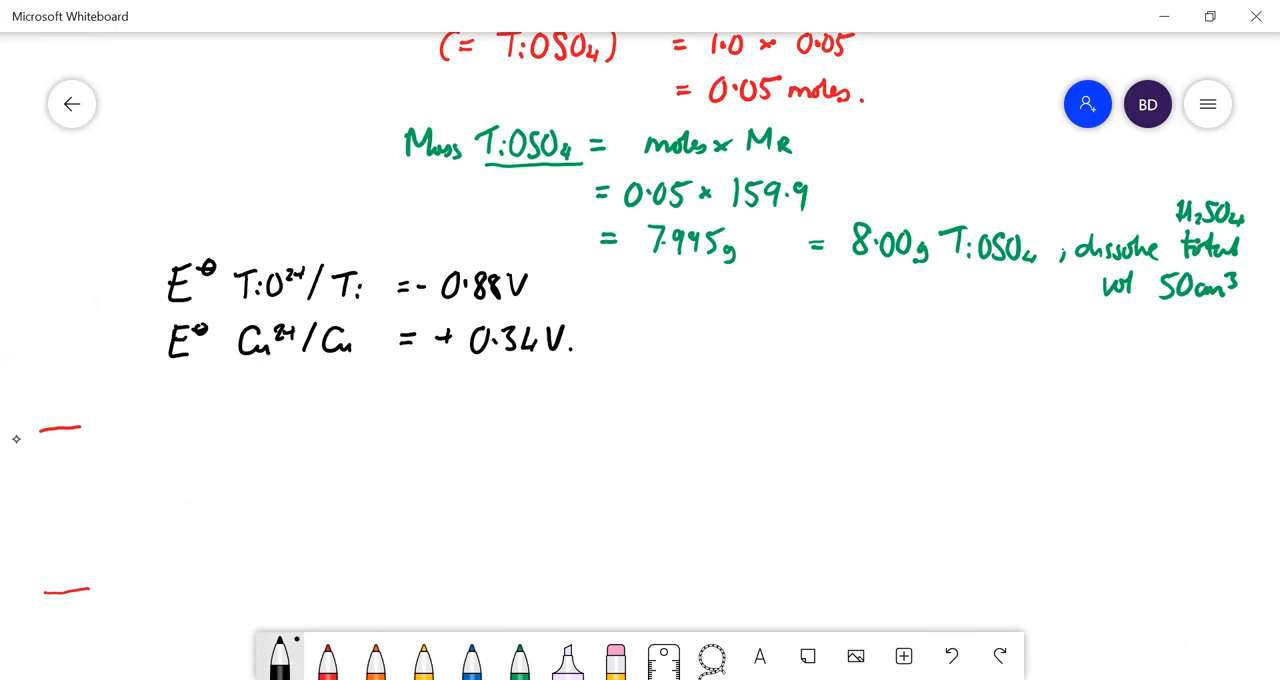 Microsoft Whiteboard
(= TiOSO₄) = 1.0 × 0.05
= 0.05 moles.
BD
Mass TiOSO₄ = moles × MR
= 0.05 × 159.9
= 7.995g = 8.00g TiOSO₄ , dissolve total
H₂SO₄
vol 50cm³
E⊖ TiO²⁺/Ti = - 0.88V
E⊖ Cu²⁺/Cu = + 0.34V.
A